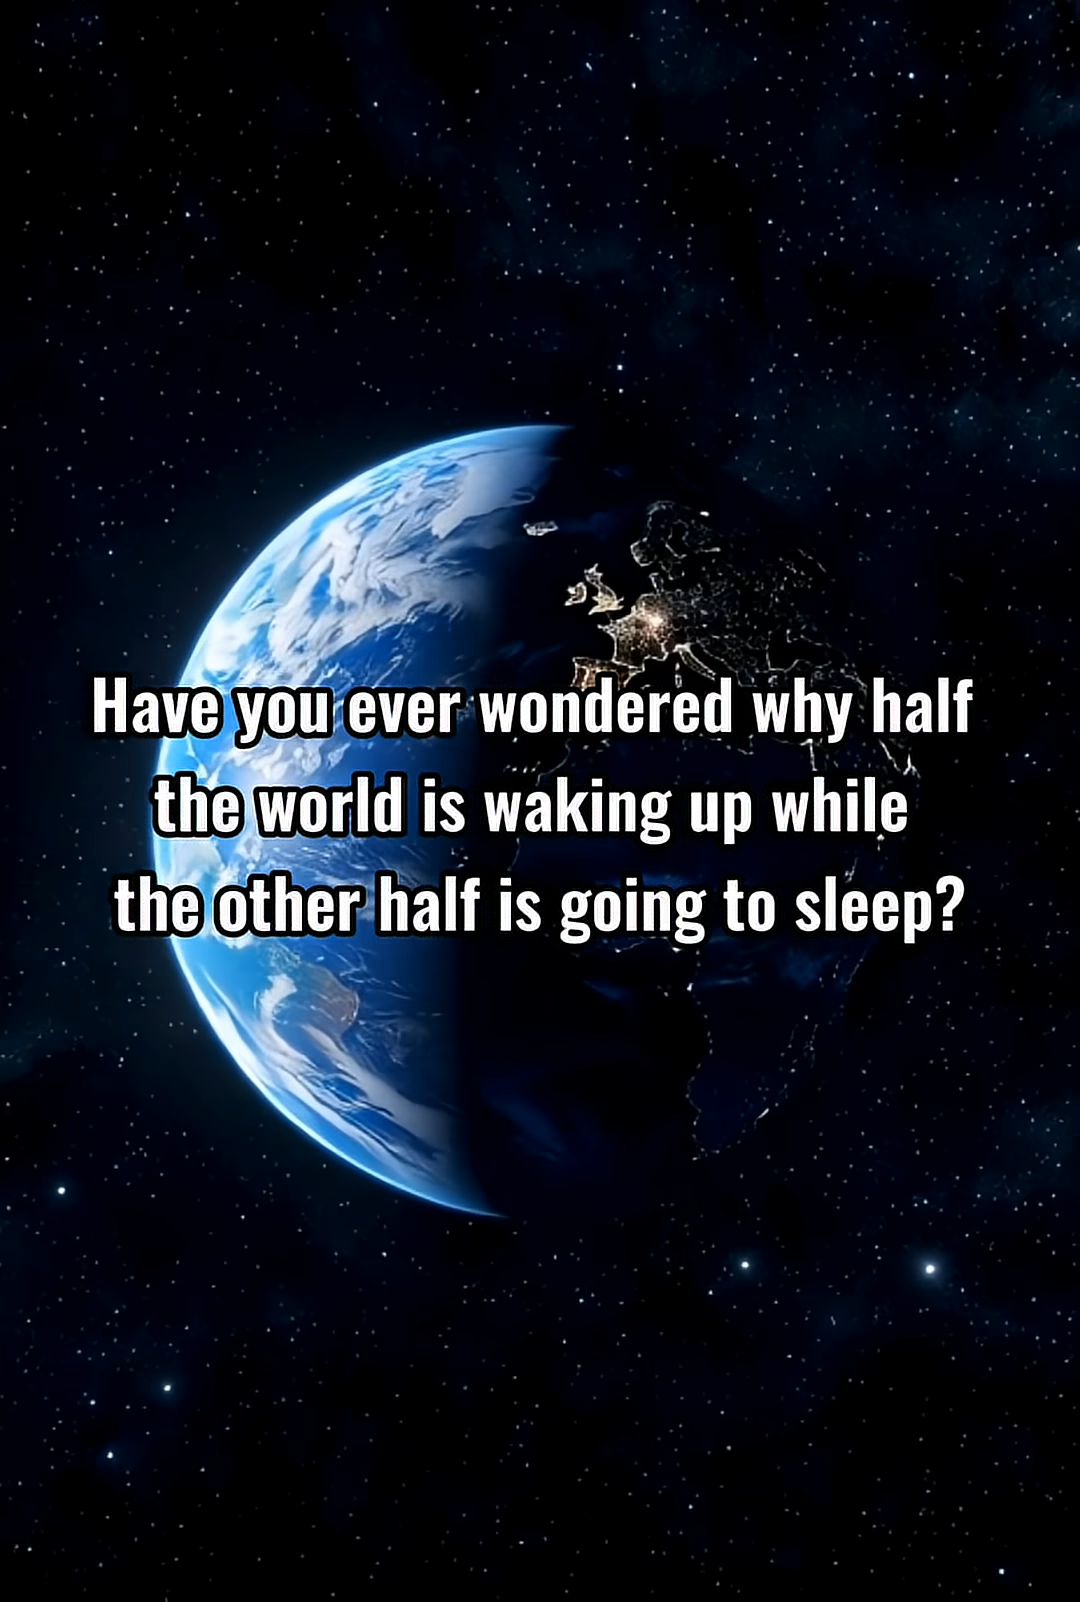 Have you ever wondered why half
the world is waking up while
the other half is going to sleep?